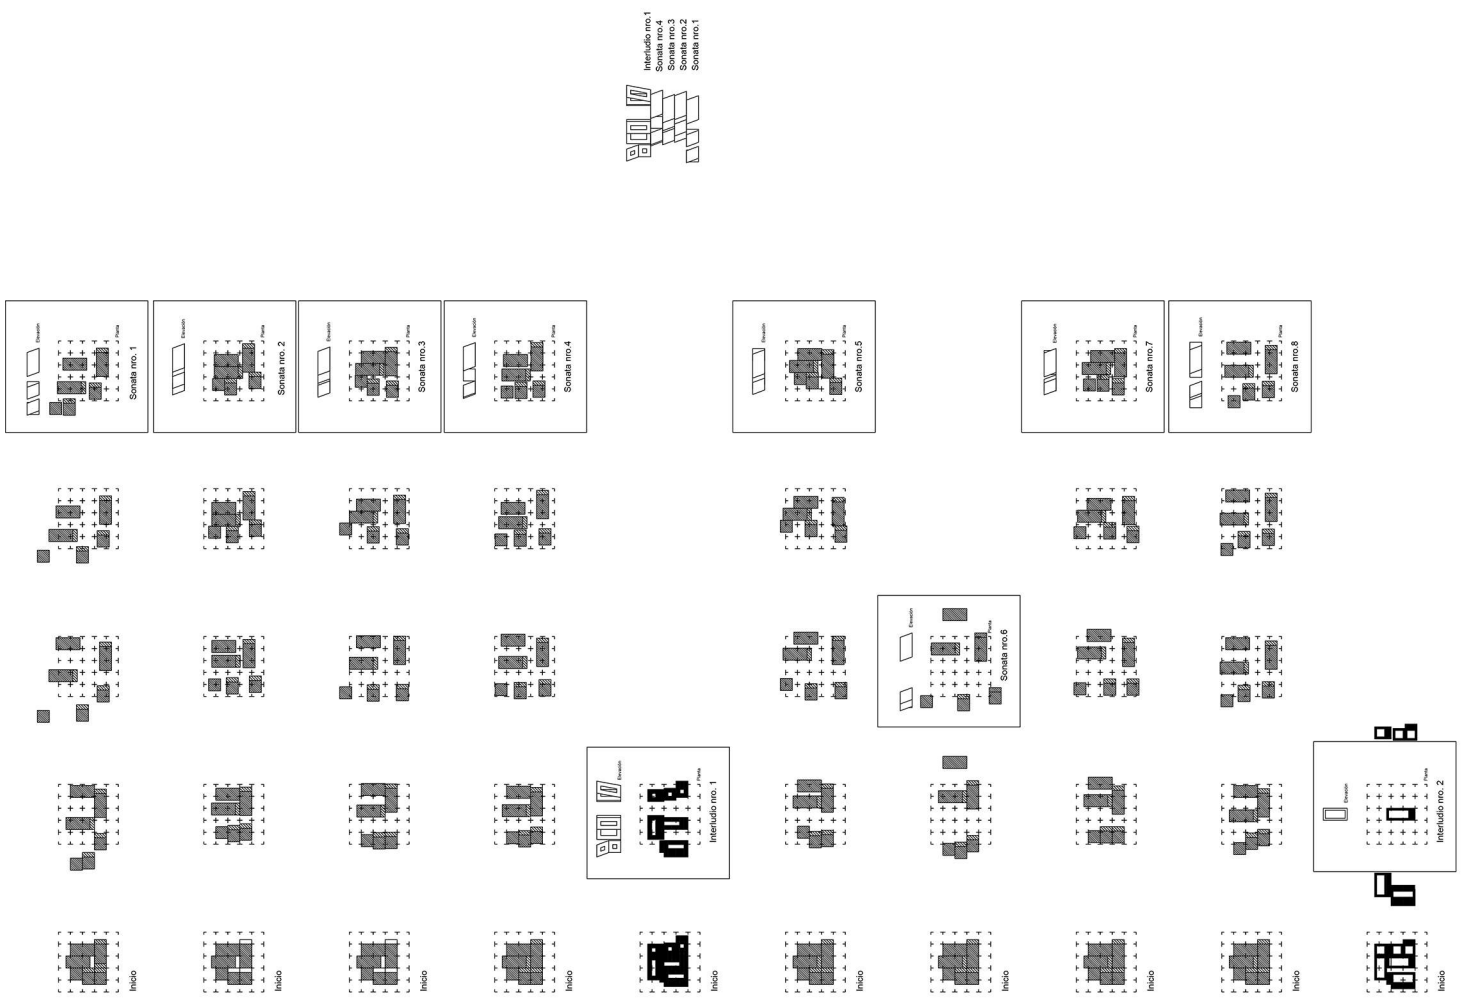 Elevación
Planta
Inicio
Sonata nro. 1
Elevación
Planta
Inicio
Sonata nro. 2
Elevación
Planta
Inicio
Sonata nro.3
Elevación
Planta
Inicio
Sonata nro.4
Elevación
Planta
Inicio
Interludio nro. 1
Interludio nro.1
Sonata nro.4
Sonata nro.3
Sonata nro.2
Sonata nro.1
Elevación
Planta
Inicio
Sonata nro.5
Elevación
Planta
Inicio
Sonata nro.6
Elevación
Planta
Inicio
Sonata nro.7
Elevación
Planta
Inicio
Sonata nro.8
Elevación
Planta
Inicio
Interludio nro. 2